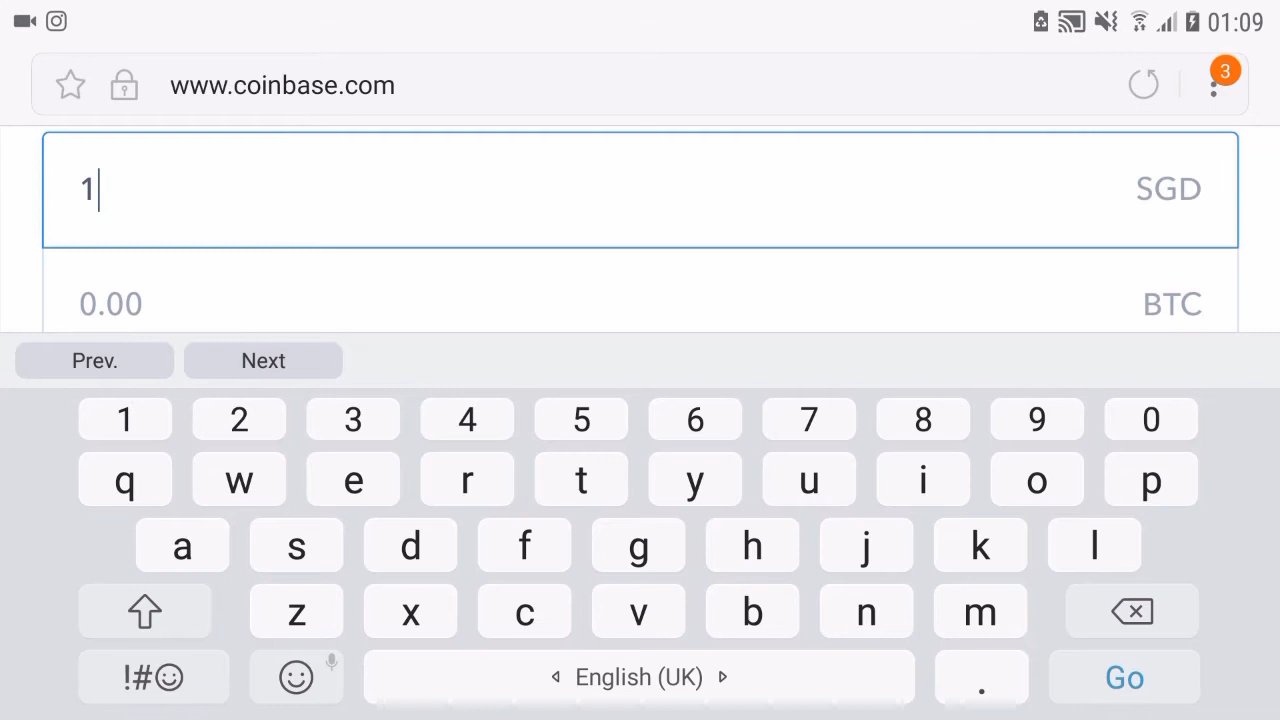 01:09
www.coinbase.com
3
1 SGD
0.00 BTC
Prev. Next
1 2 3 4 5 6 7 8 9 0
q w e r t y u i o p
a s d f g h j k l
z x c v b n m
!#☺ English (UK) . Go